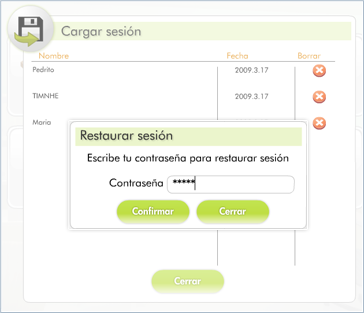 Cargar sesión
Nombre Fecha Borrar
Pedrito 2009.3.17
TIMNHE 2009.3.17
Maria
Restaurar sesión
Escribe tu contraseña para restaurar sesión
Contraseña *****
Confirmar Cerrar
Cerrar